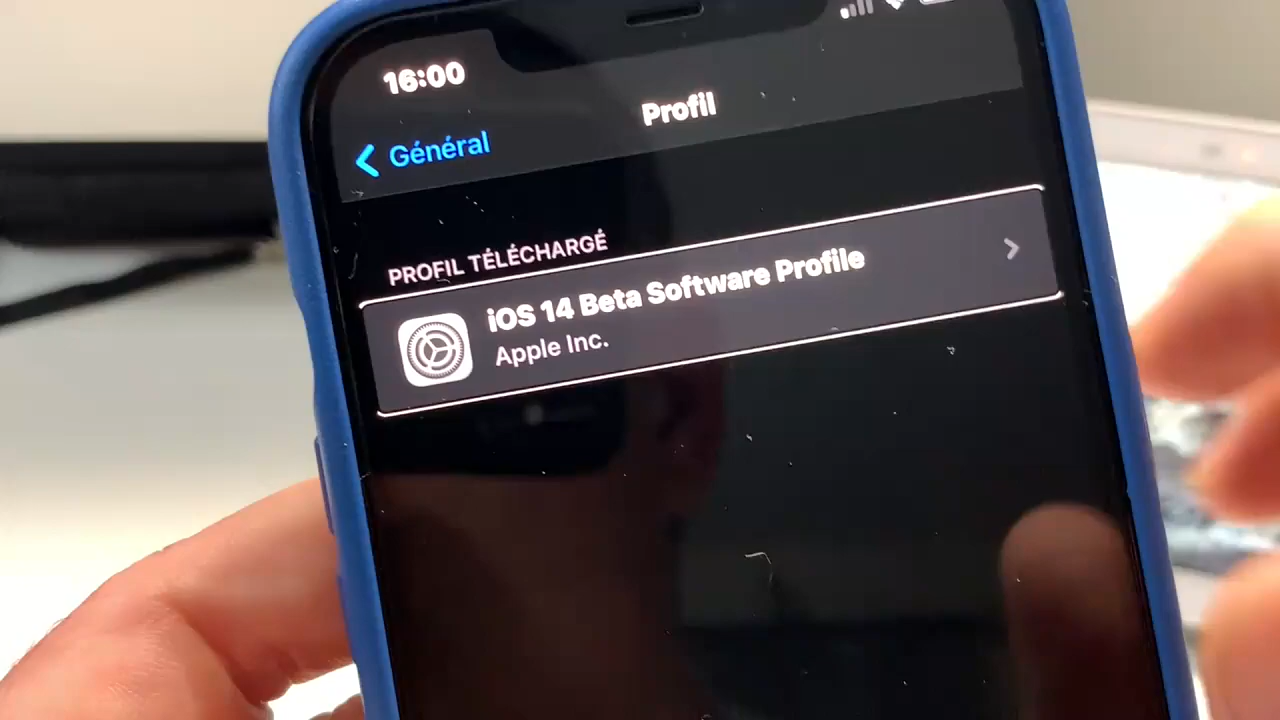 16:00
Profil
Général
PROFIL TÉLÉCHARGÉ
iOS 14 Beta Software Profile
Apple Inc.